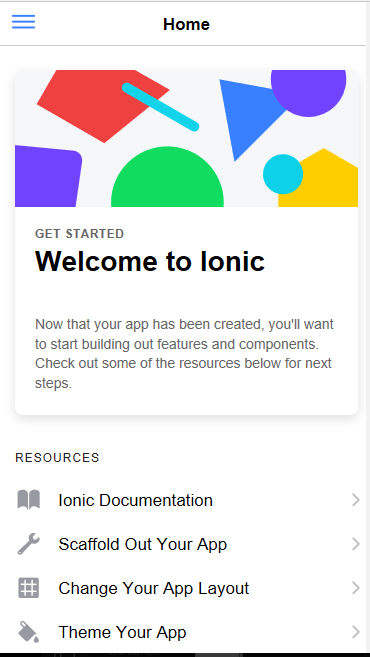 Home
GET STARTED
Welcome to Ionic
Now that your app has been created, you'll want
to start building out features and components.
Check out some of the resources below for next
steps.
RESOURCES
Ionic Documentation
Scaffold Out Your App
Change Your App Layout
Theme Your App